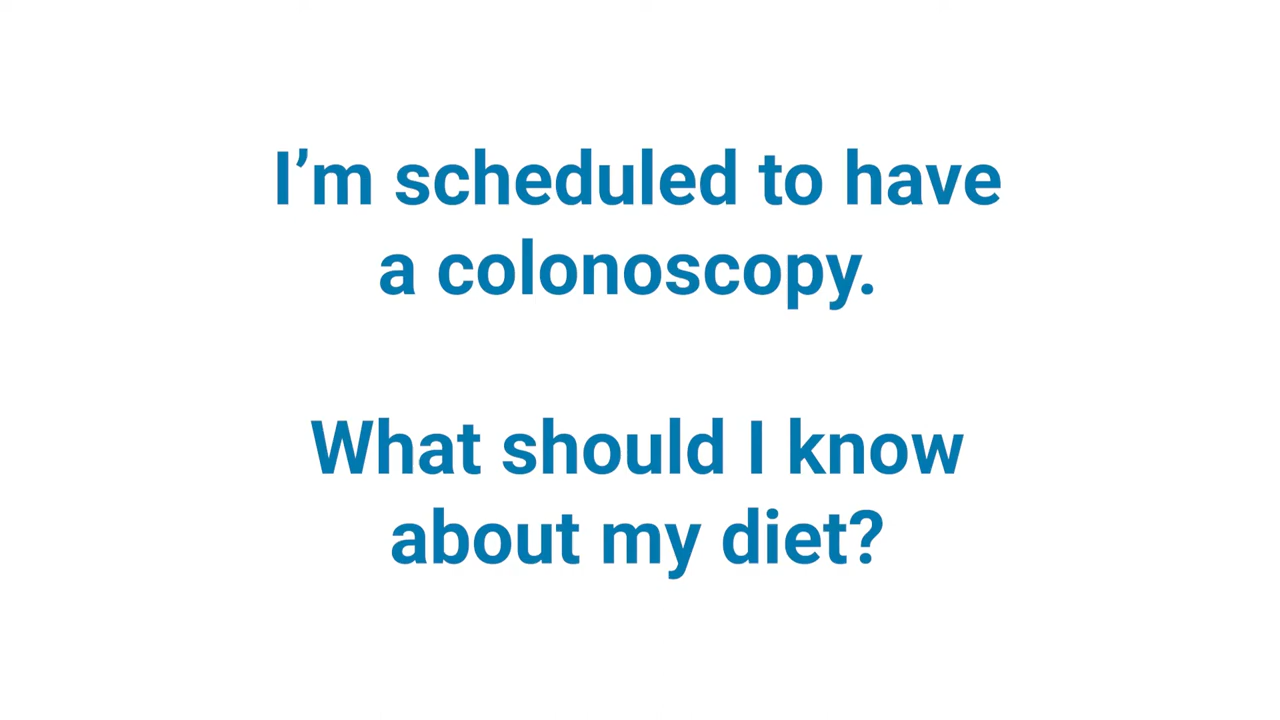 I’m scheduled to have
a colonoscopy.
What should I know
about my diet?